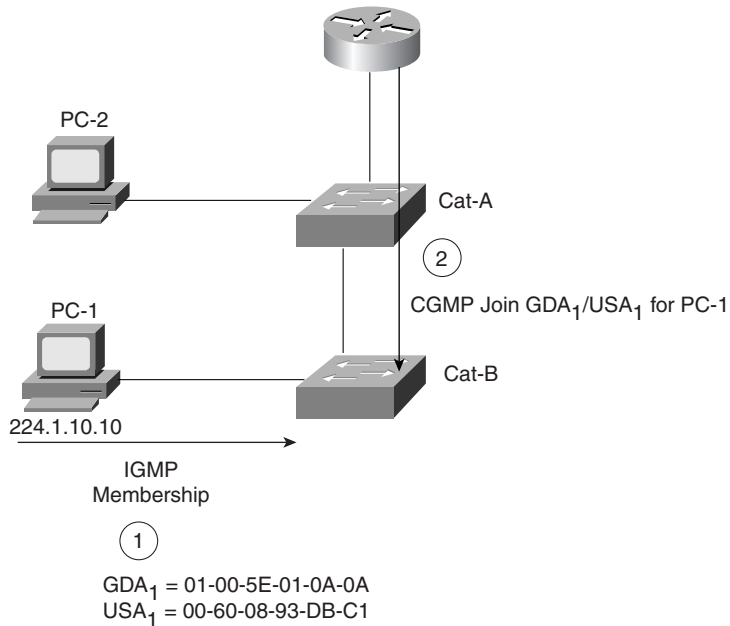 PC-2
Cat-A
2
CGMP Join GDA1/USA1 for PC-1
PC-1
Cat-B
224.1.10.10
IGMP
Membership
1
GDA1 = 01-00-5E-01-0A-0A
USA1 = 00-60-08-93-DB-C1